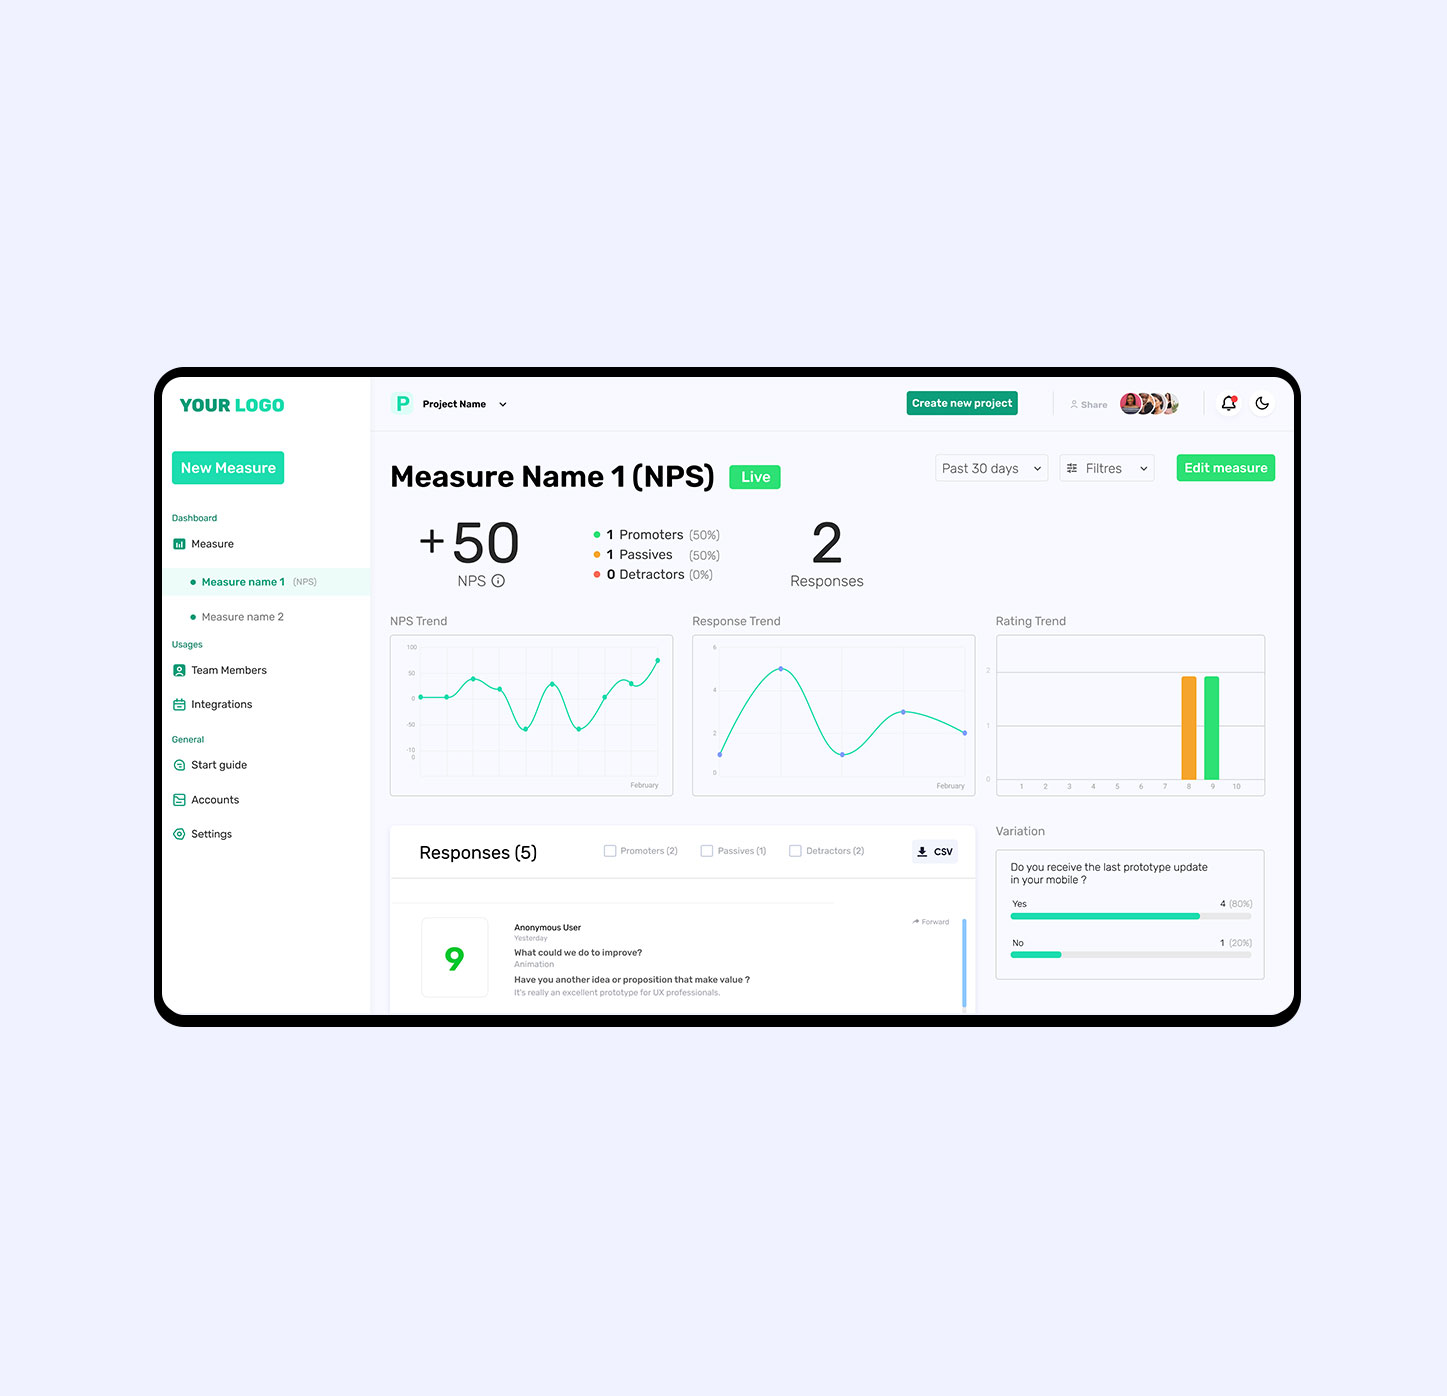 YOUR LOGO
P Project Name
Create new project
Share
New Measure
Dashboard
Measure
Measure name 1 (NPS)
Measure name 2
Usages
Team Members
Integrations
General
Start guide
Accounts
Settings
Measure Name 1 (NPS) Live
Past 30 days
Filtres
Edit measure
+50
NPS
1 Promoters (50%)
1 Passives (50%)
0 Detractors (0%)
2
Responses
NPS Trend
100
50
0
-50
-10
0
February
Response Trend
6
4
2
0
February
Rating Trend
2
1
0
1 2 3 4 5 6 7 8 9 10
Responses (5)
Promoters (2)
Passives (1)
Detractors (2)
CSV
9
Anonymous User
Yesterday
What could we do to improve?
Animation
Have you another idea or proposition that make value ?
It's really an excellent prototype for UX professionals.
Forward
Variation
Do you receive the last prototype update
in your mobile ?
Yes 4 (80%)
No 1 (20%)